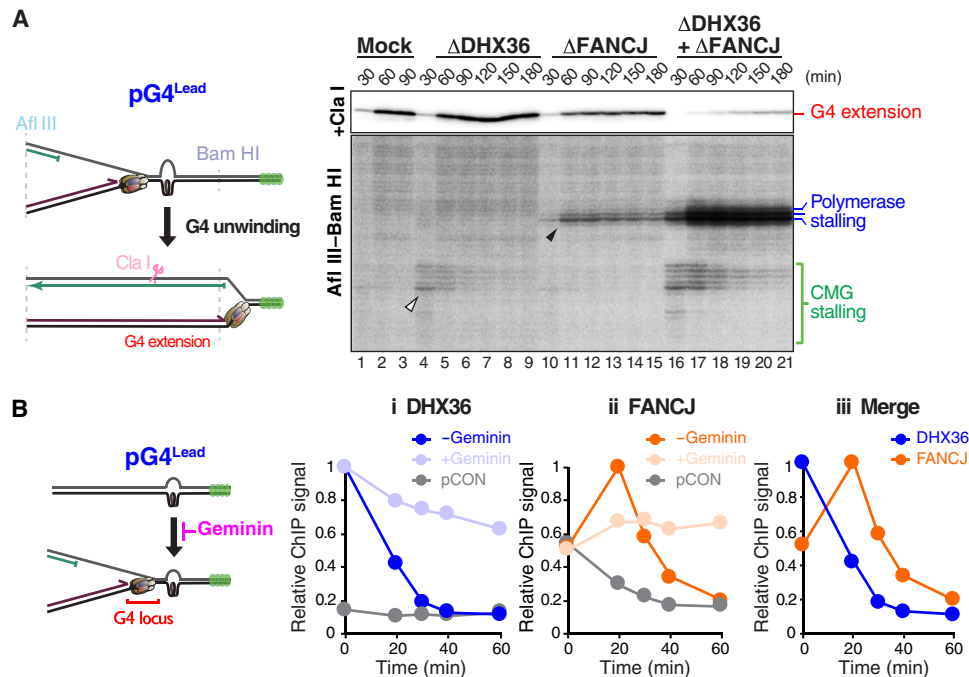 A
Mock ΔDHX36 ΔFANCJ ΔDHX36 + ΔFANCJ
30 60 90 30 60 90 120 150 180 30 60 90 120 150 180 30 60 90 120 150 180 (min)
pG4Lead
Afl III
Bam HI
G4 unwinding
Cla I
G4 extension
+Cla I
G4 extension
Afl III–Bam HI
Polymerase stalling
CMG stalling
1 2 3 4 5 6 7 8 9 10 11 12 13 14 15 16 17 18 19 20 21
B
pG4Lead
Geminin
G4 locus
i DHX36
–Geminin
+Geminin
pCON
Relative ChIP signal
1
0.8
0.6
0.4
0.2
0
0 20 40 60
Time (min)
ii FANCJ
–Geminin
+Geminin
pCON
Relative ChIP signal
1
0.8
0.6
0.4
0.2
0
0 20 40 60
Time (min)
iii Merge
DHX36
FANCJ
Relative ChIP signal
1
0.8
0.6
0.4
0.2
0
0 20 40 60
Time (min)